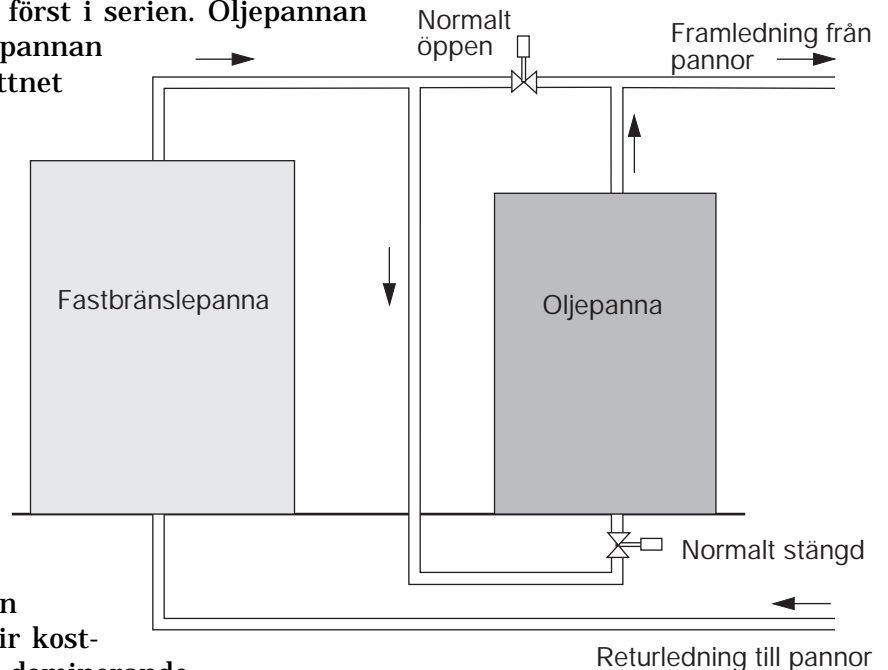 först i serien. Oljepannan
pannan
ttnet
Normalt
öppen
Framledning från
pannor
Fastbränslepanna
Oljepanna
Normalt stängd
n
ir kost-
Returledning till pannor